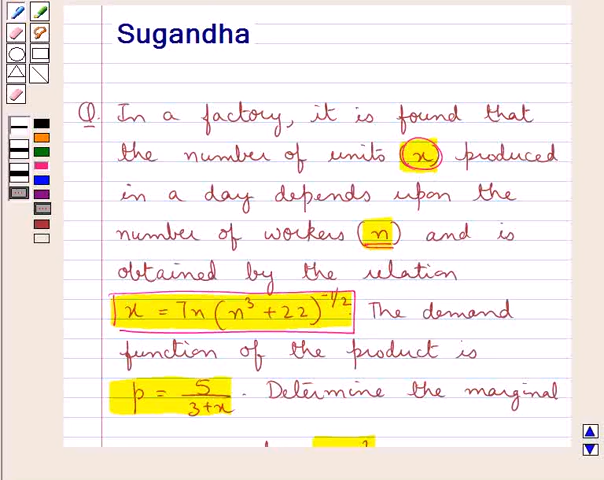 Sugandha
Q. In a factory, it is found that
the number of units (x) produced
in a day depends upon the
number of workers (n) and is
obtained by the relation
x = 7n (n³ + 22)^{-1/2}. The demand
function of the product is
p = 5/(3+x). Determine the marginal